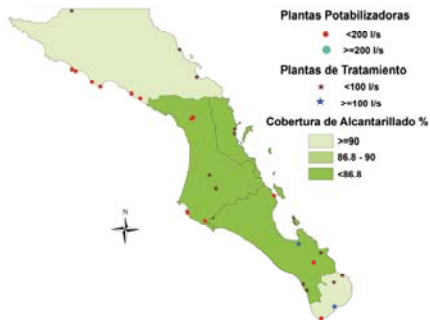 Plantas Potabilizadoras
<200 l/s
>=200 l/s
Plantas de Tratamiento
<100 l/s
>=100 l/s
Cobertura de Alcantarillado %
>=90
86.8 - 90
<86.8
N